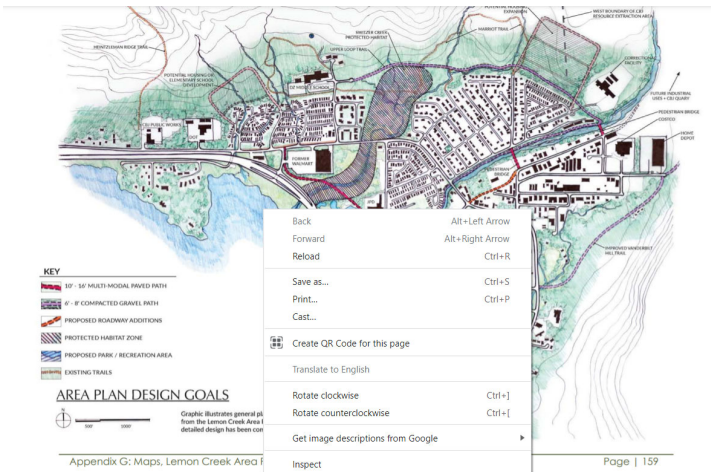 POTENTIAL HOUSING
EXPANSION
WEST BOUNDARY OF CBJ
RESOURCE EXTRACTION AREA
HEINTZLEMAN RIDGE TRAIL
SWITZER CREEK
PROTECTED HABITAT
HARRIOT TRAIL
UPPER LOOP TRAIL
POTENTIAL HOUSING OR
ELEMENTARY SCHOOL
DEVELOPMENT
DZ MIDDLE SCHOOL
CORRECTIONAL
FACILITY
FUTURE INDUSTRIAL
USES + CBJ QUARY
PEDESTRIAN BRIDGE
COSTCO
HOME
DEPOT
CBJ PUBLIC WORKS
DOT
FORMER
WALMART
BRIDGE
JPD
IMPROVED VANDERBILT
HILL TRAIL
Back Alt+Left Arrow
Forward Alt+Right Arrow
Reload Ctrl+R
Save as... Ctrl+S
Print... Ctrl+P
Cast...
Create QR Code for this page
Translate to English
Rotate clockwise Ctrl+]
Rotate counterclockwise Ctrl+[
Get image descriptions from Google
Inspect
KEY
10' - 16' MULTI-MODAL PAVED PATH
6' - 8' COMPACTED GRAVEL PATH
PROPOSED ROADWAY ADDITIONS
PROTECTED HABITAT ZONE
PROPOSED PARK / RECREATION AREA
EXISTING TRAILS
AREA PLAN DESIGN GOALS
N
500' 1000'
Graphic illustrates general pl
from the Lemon Creek Area
detailed design has been con
Appendix G: Maps, Lemon Creek Area
Page | 159